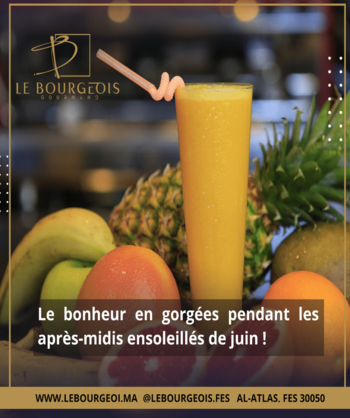 B
LE BOURGEOIS
GOURMAND
Le bonheur en gorgées pendant les
après-midis ensoleillés de juin !
WWW.LEBOURGEOI.MA @LEBOURGEOIS.FES AL-ATLAS. FES 30050